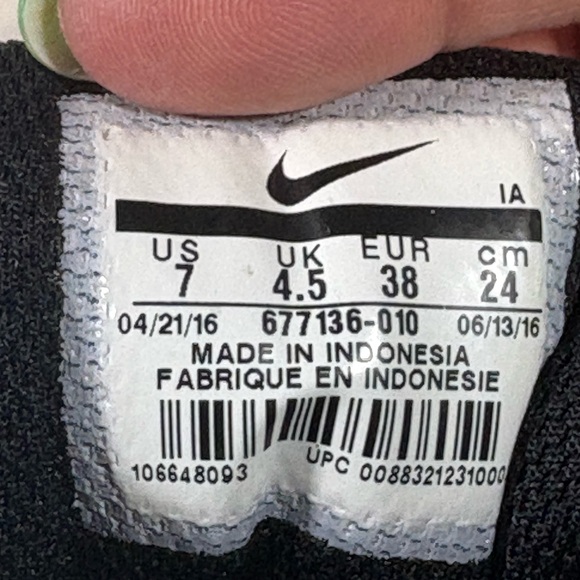 IA
US UK EUR cm
7 4.5 38 24
04/21/16 677136-010 06/13/16
MADE IN INDONESIA
FABRIQUE EN INDONESIE
106648093 UPC 0088321231000